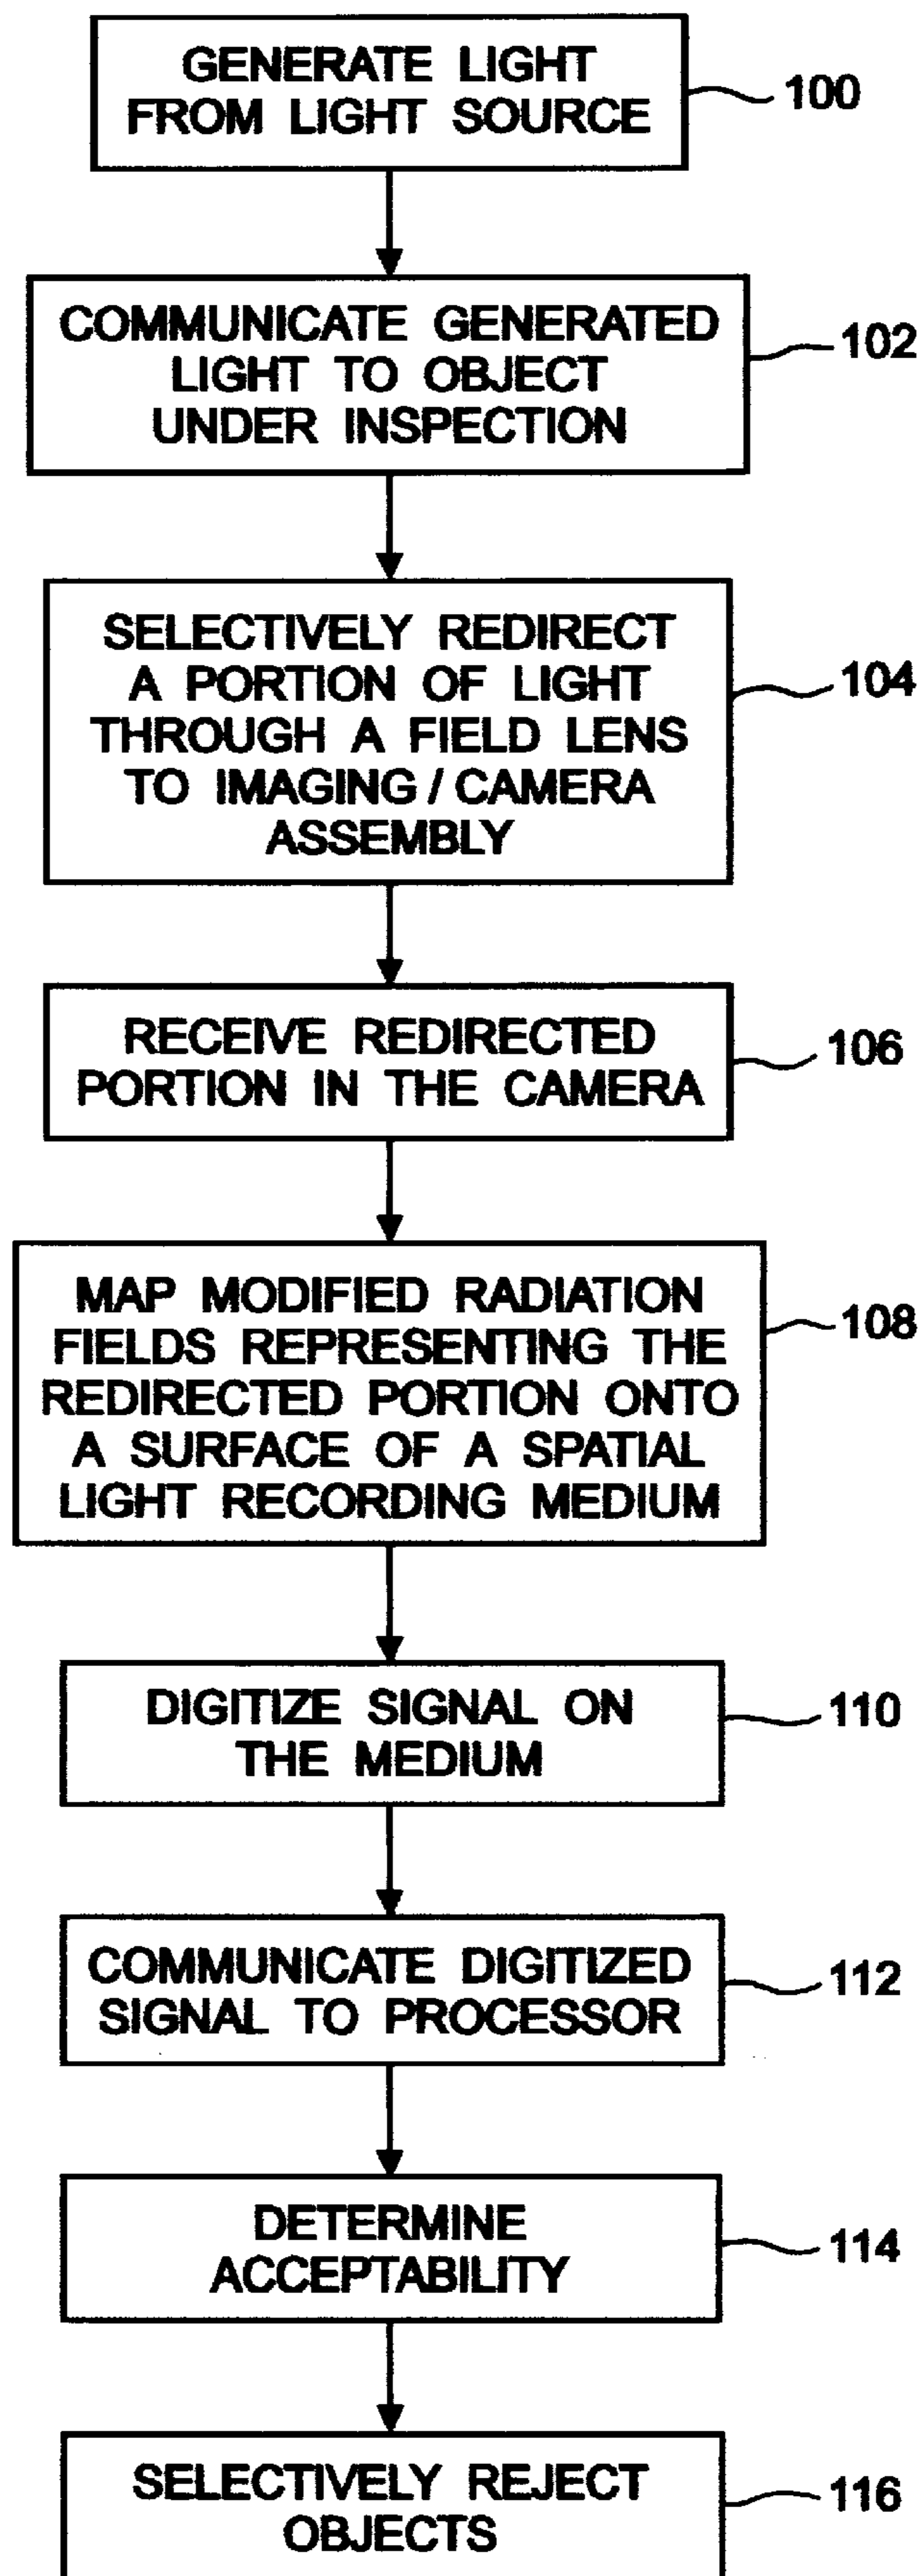 GENERATE LIGHT
FROM LIGHT SOURCE
100
COMMUNICATE GENERATED
LIGHT TO OBJECT
UNDER INSPECTION
102
SELECTIVELY REDIRECT
A PORTION OF LIGHT
THROUGH A FIELD LENS
TO IMAGING / CAMERA
ASSEMBLY
104
RECEIVE REDIRECTED
PORTION IN THE CAMERA
106
MAP MODIFIED RADIATION
FIELDS REPRESENTING THE
REDIRECTED PORTION ONTO
A SURFACE OF A SPATIAL
LIGHT RECORDING MEDIUM
108
DIGITIZE SIGNAL ON
THE MEDIUM
110
COMMUNICATE DIGITIZED
SIGNAL TO PROCESSOR
112
DETERMINE
ACCEPTABILITY
114
SELECTIVELY REJECT
OBJECTS
116